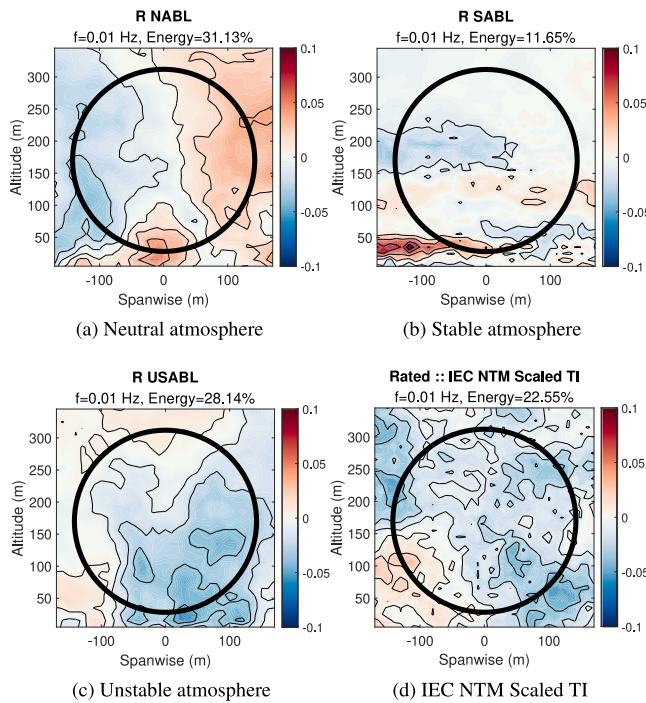 R NABL
f=0.01 Hz, Energy=31.13%
Altitude (m)
300
250
200
150
100
50
-100
0
100
Spanwise (m)
0.1
0.05
0
-0.05
-0.1
(a) Neutral atmosphere
R SABL
f=0.01 Hz, Energy=11.65%
Altitude (m)
300
250
200
150
100
50
-100
0
100
Spanwise (m)
0.1
0.05
0
-0.05
-0.1
(b) Stable atmosphere
R USABL
f=0.01 Hz, Energy=28.14%
Altitude (m)
300
250
200
150
100
50
-100
0
100
Spanwise (m)
0.1
0.05
0
-0.05
-0.1
(c) Unstable atmosphere
Rated :: IEC NTM Scaled TI
f=0.01 Hz, Energy=22.55%
Altitude (m)
300
250
200
150
100
50
-100
0
100
Spanwise (m)
0.1
0.05
0
-0.05
-0.1
(d) IEC NTM Scaled TI